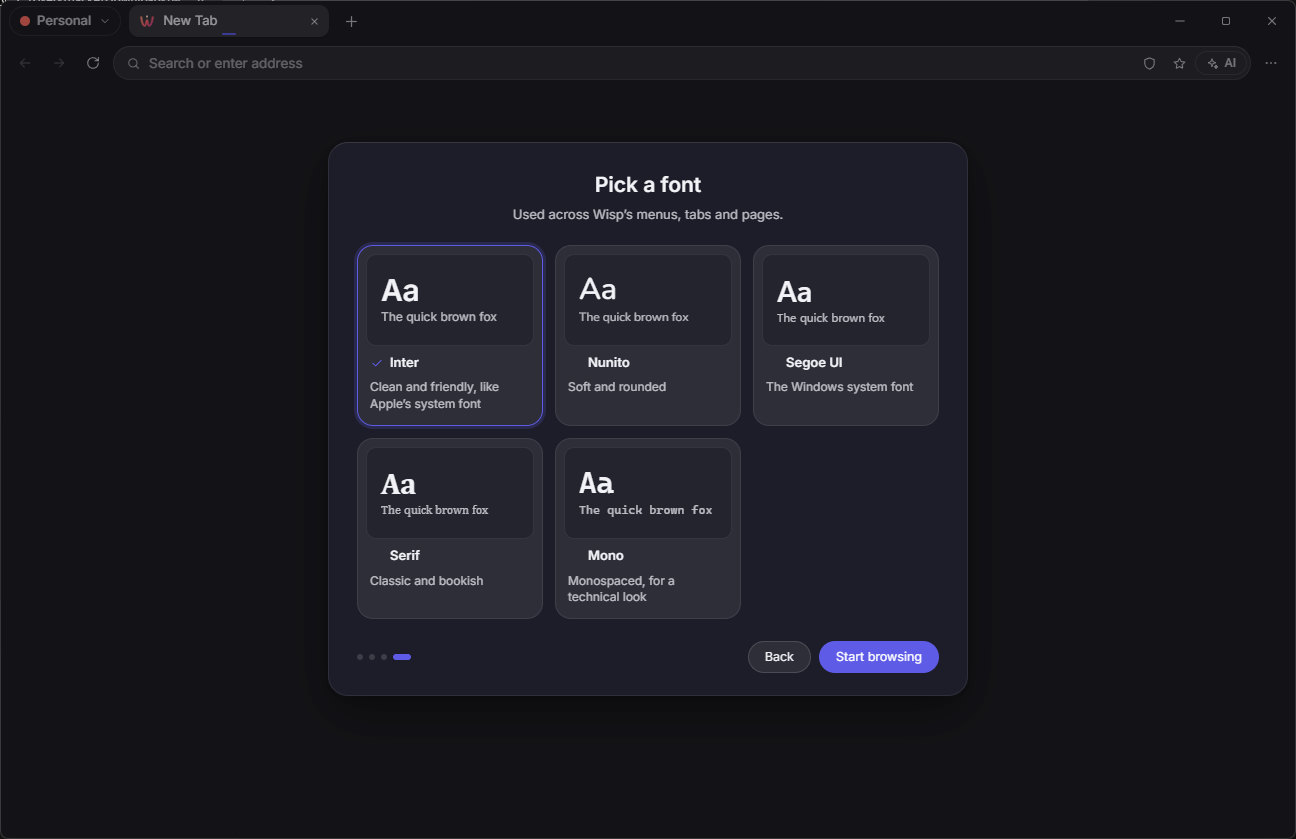 Personal
New Tab
Search or enter address
AI
Pick a font
Used across Wisp's menus, tabs and pages.
Aa
The quick brown fox
Inter
Clean and friendly, like
Apple's system font
Aa
The quick brown fox
Nunito
Soft and rounded
Aa
The quick brown fox
Segoe UI
The Windows system font
Aa
The quick brown fox
Serif
Classic and bookish
Aa
The quick brown fox
Mono
Monospaced, for a
technical look
Back
Start browsing